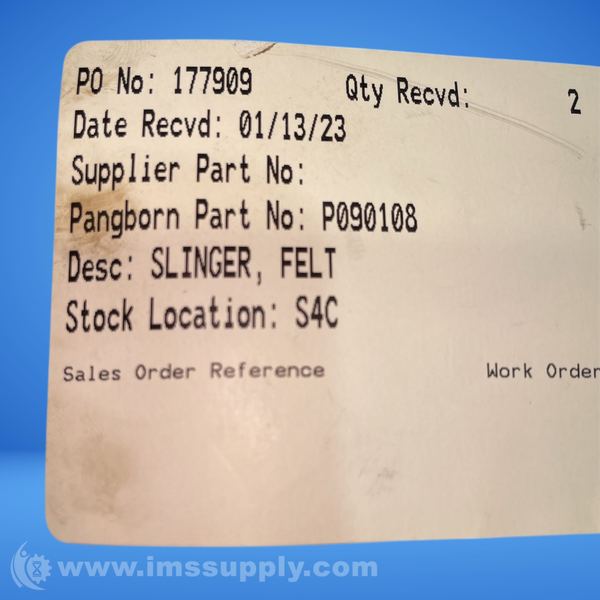 PO No: 177909 Qty Recvd: 2
Date Recvd: 01/13/23
Supplier Part No:
Pangborn Part No: P090108
Desc: SLINGER, FELT
Stock Location: S4C
Sales Order Reference Work Order
www.imssupply.com